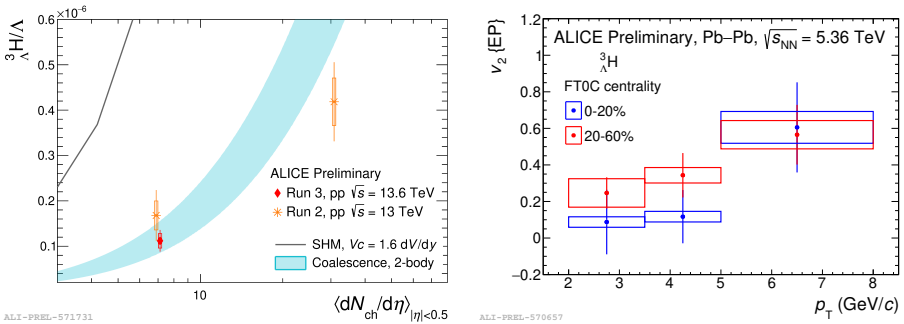 ×10⁻⁶
0.6
0.5
0.4
0.3
0.2
0.1
³ΛH/Λ
ALICE Preliminary
Run 3, pp √s = 13.6 TeV
Run 2, pp √s = 13 TeV
SHM, Vc = 1.6 dV/dy
Coalescence, 2-body
10
⟨dNch/dη⟩|η|<0.5
ALI-PREL-571731
v₂ {EP}
1.2
1
0.8
0.6
0.4
0.2
0
−0.2
ALICE Preliminary, Pb–Pb, √sNN = 5.36 TeV
³ΛH
FT0C centrality
0-20%
20-60%
2 3 4 5 6 7 8
pT (GeV/c)
ALI-PREL-570657